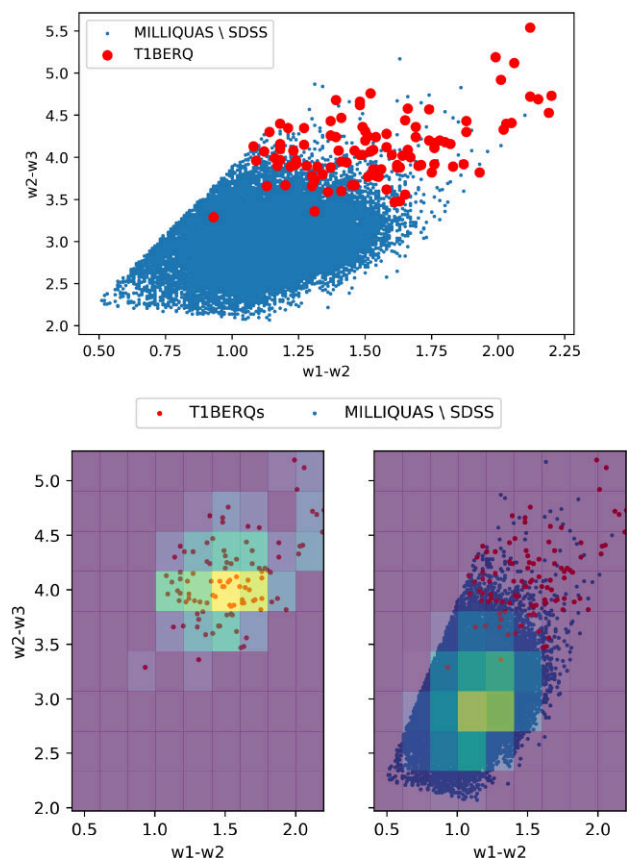 5.5
5.0
4.5
4.0
3.5
3.0
2.5
2.0
w2-w3
MILLIQUAS \ SDSS
T1BERQ
0.50 0.75 1.00 1.25 1.50 1.75 2.00 2.25
w1-w2
T1BERQs MILLIQUAS \ SDSS
5.0
4.5
4.0
3.5
3.0
2.5
2.0
w2-w3
0.5 1.0 1.5 2.0
w1-w2
0.5 1.0 1.5 2.0
w1-w2